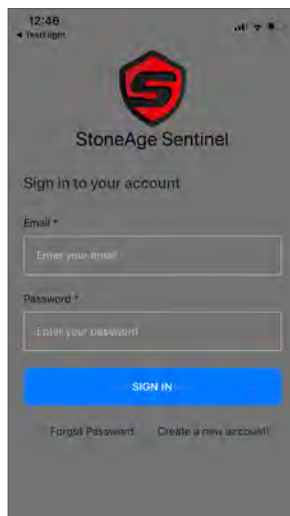 12:46
◀ TestFlight
StoneAge Sentinel
Sign in to your account
Email *
Enter your email
Password *
Enter your password
SIGN IN
Forgot Password Create a new account!